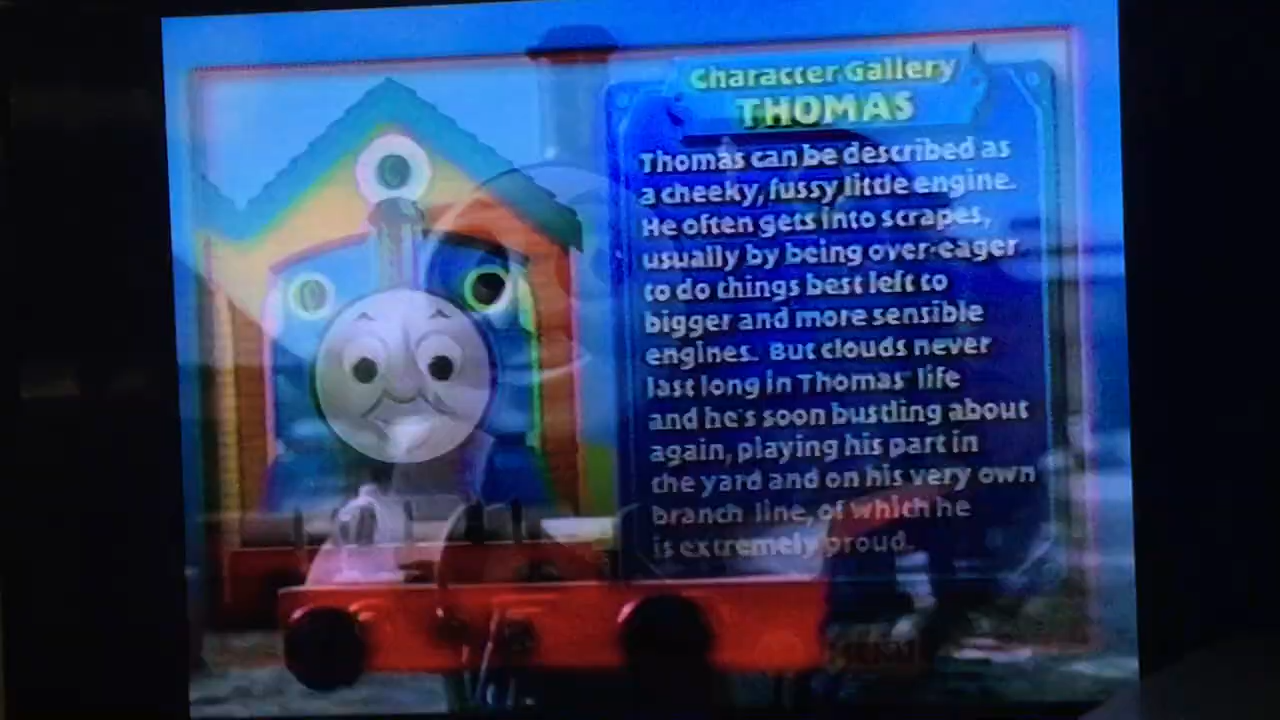 Character Gallery
THOMAS
Thomas can be described as
a cheeky, fussy little engine.
He often gets into scrapes,
usually by being over-eager
to do things best left to
bigger and more sensible
engines. But clouds never
last long in Thomas' life
and he's soon bustling about
again, playing his part in
the yard and on his very own
branch line, of which he
is extremely proud.